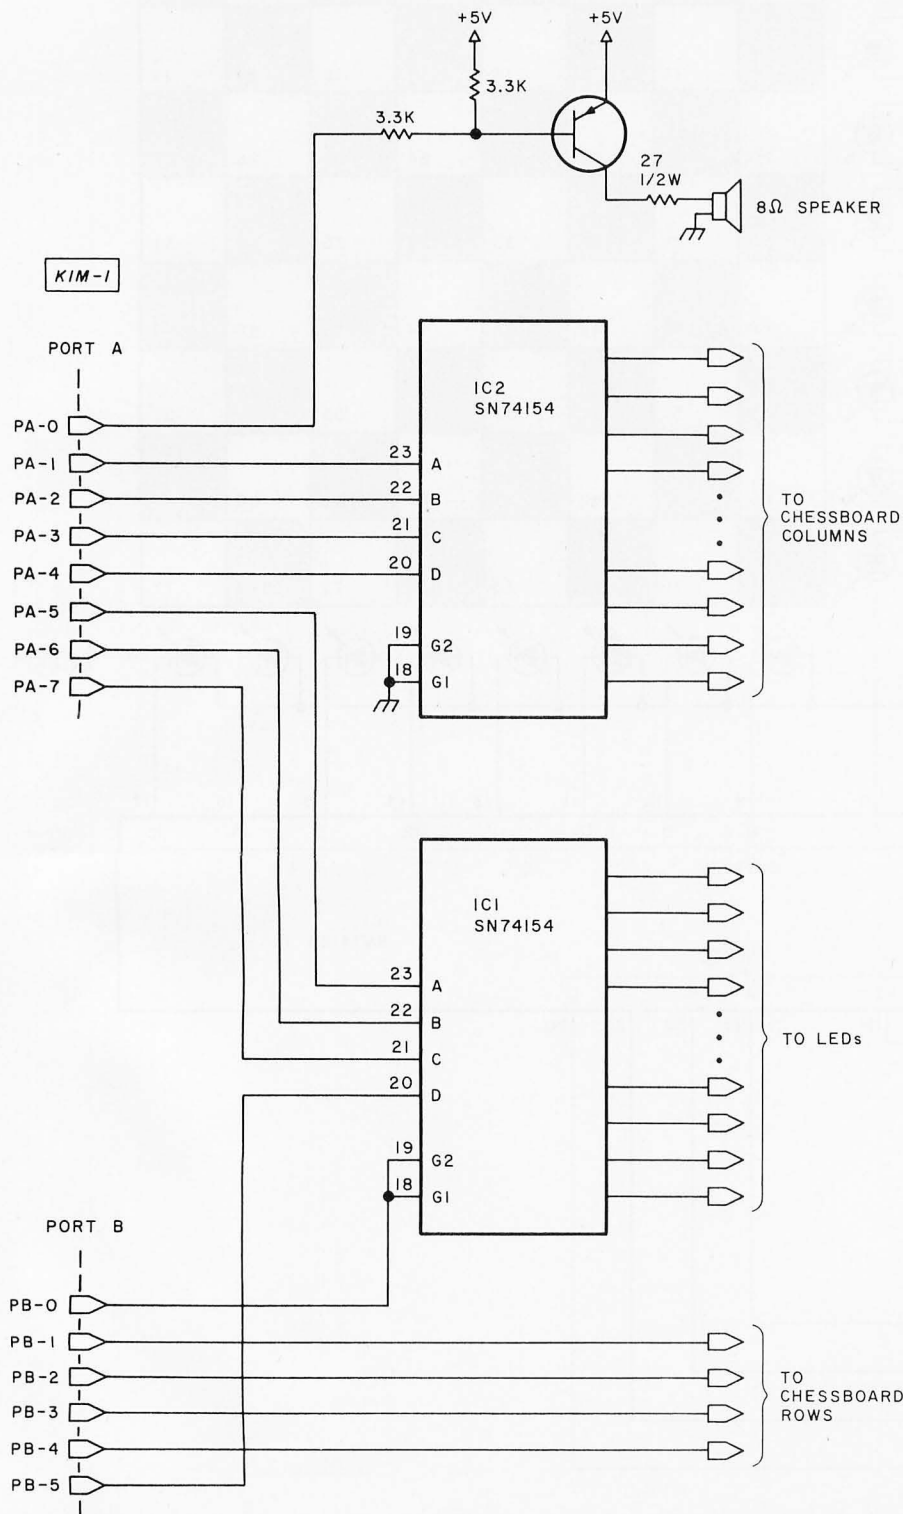 +5V
+5V
3.3K
3.3K
27
1/2W
8Ω SPEAKER
KIM-1
PORT A
PA-0
PA-1
PA-2
PA-3
PA-4
PA-5
PA-6
PA-7
IC2
SN74154
23 A
22 B
21 C
20 D
19 G2
18 G1
TO
CHESSBOARD
COLUMNS
IC1
SN74154
23 A
22 B
21 C
20 D
19 G2
18 G1
TO LEDs
PORT B
PB-0
PB-1
PB-2
PB-3
PB-4
PB-5
TO
CHESSBOARD
ROWS